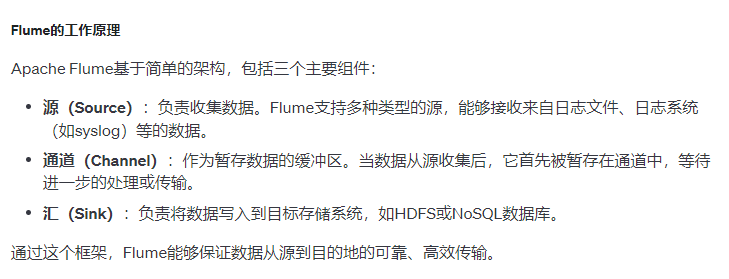 Flume的工作原理
Apache Flume基于简单的架构，包括三个主要组件：
• 源（Source）：负责收集数据。Flume支持多种类型的源，能够接收来自日志文件、日志系统
（如syslog）等的数据。
• 通道（Channel）：作为暂存数据的缓冲区。当数据从源收集后，它首先被暂存在通道中，等待
进一步的处理或传输。
• 汇（Sink）：负责将数据写入到目标存储系统，如HDFS或NoSQL数据库。
通过这个框架，Flume能够保证数据从源到目的地的可靠、高效传输。